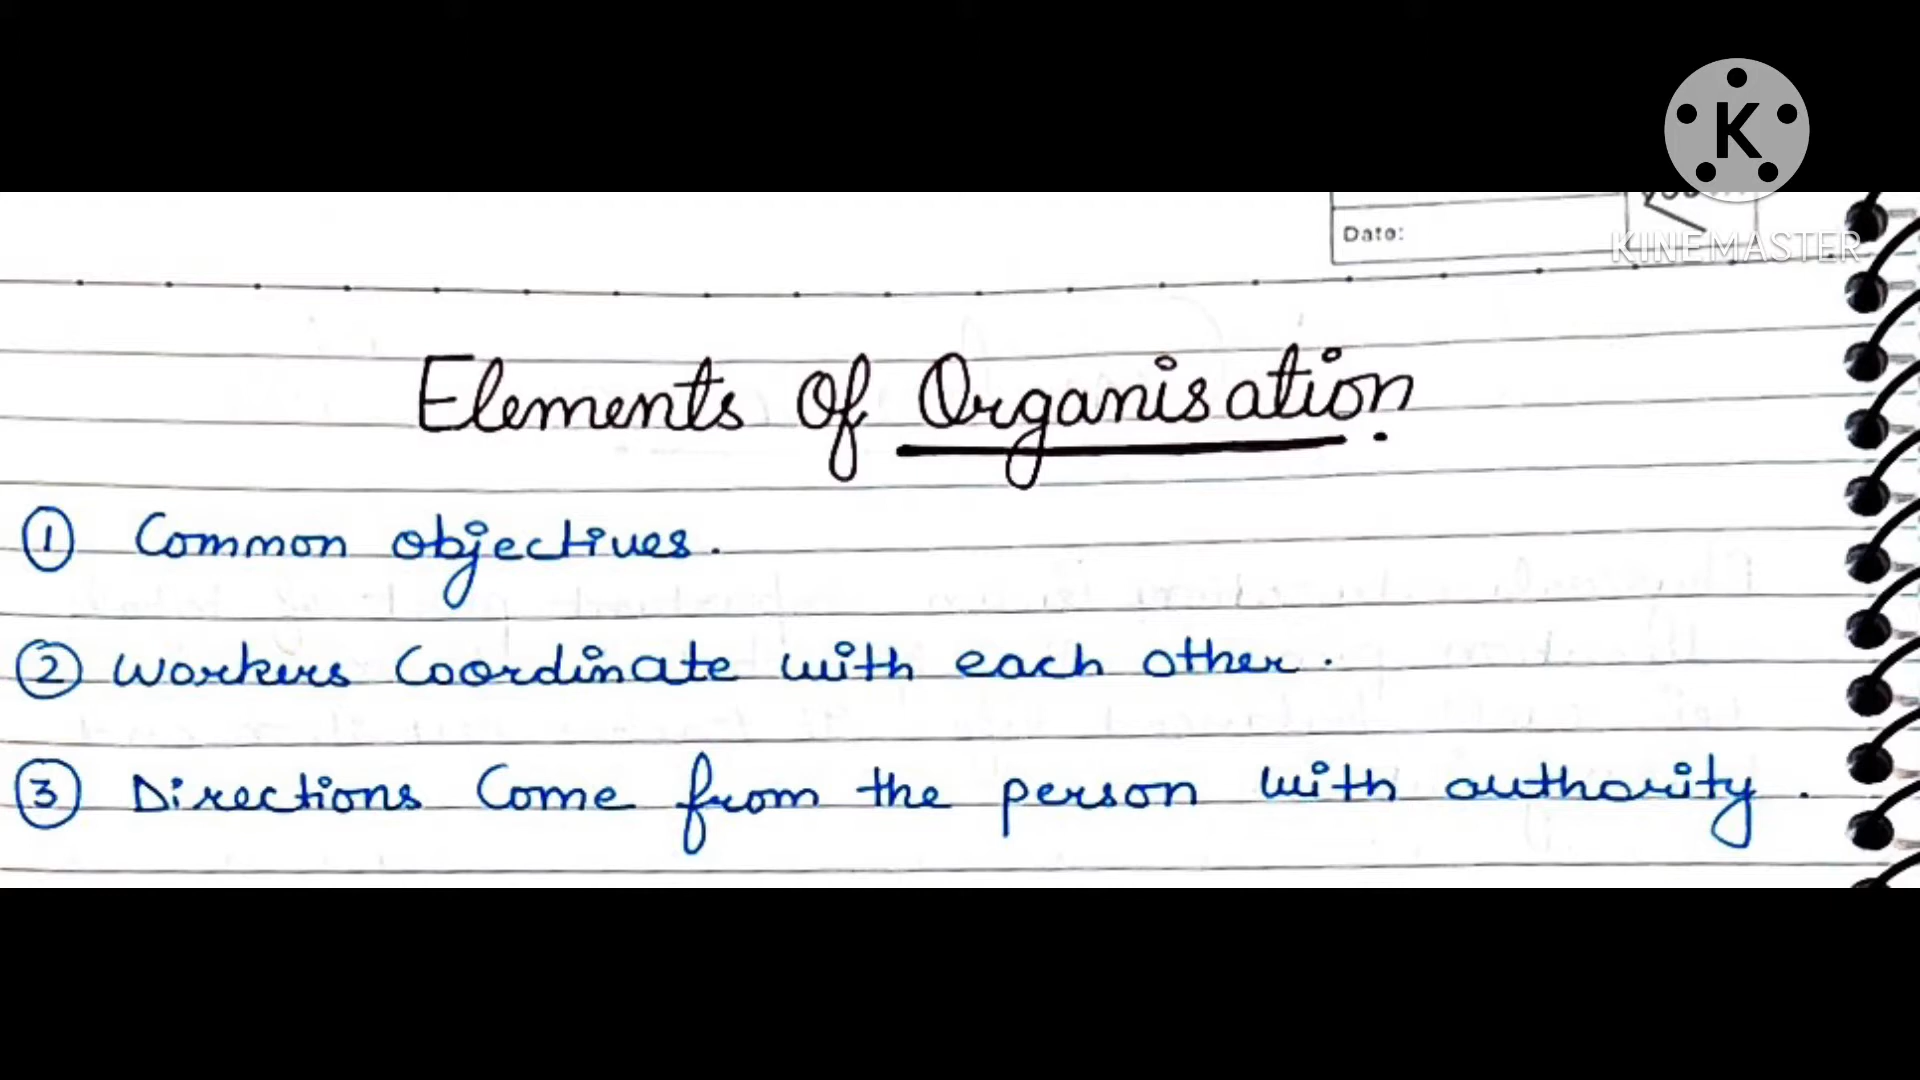 K
KINEMASTER
Date:
Elements Of Organisation.
① Common objectives.
② Workers Coordinate with each other.
③ Directions Come from the person with authority.